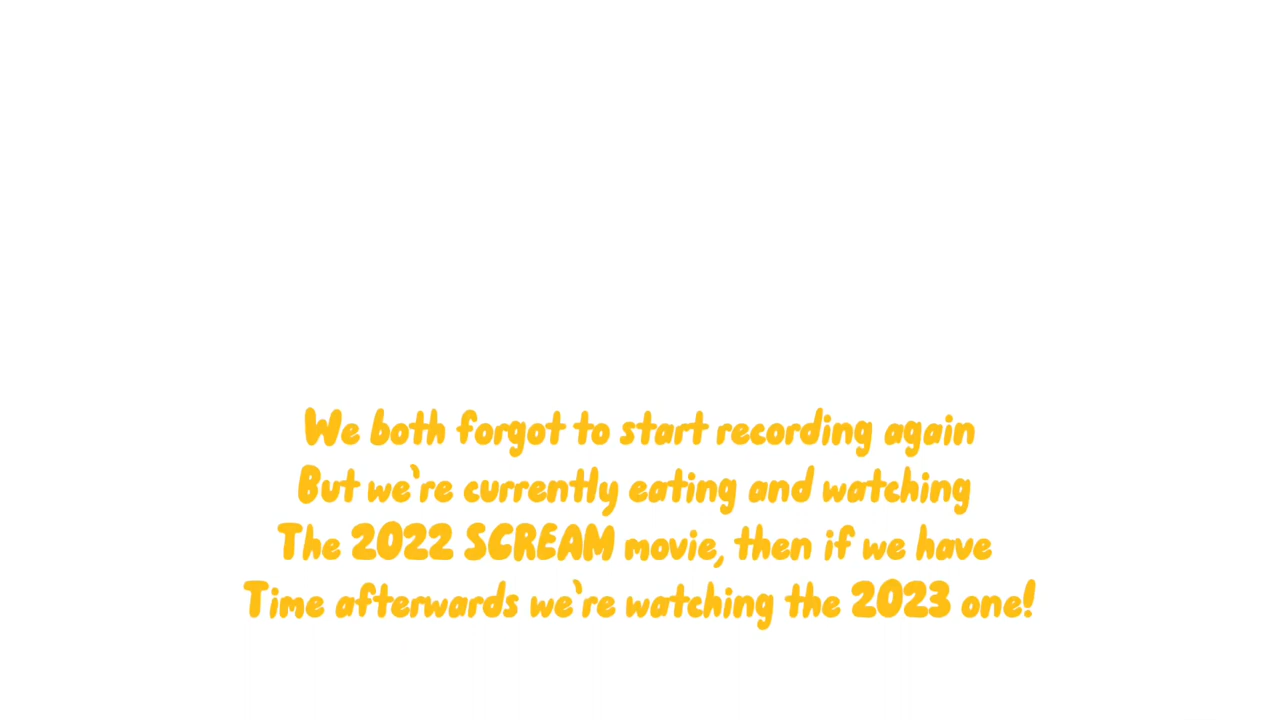 We both forgot to start recording again
But we're currently eating and watching
The 2022 SCREAM movie, then if we have
Time afterwards we're watching the 2023 one!